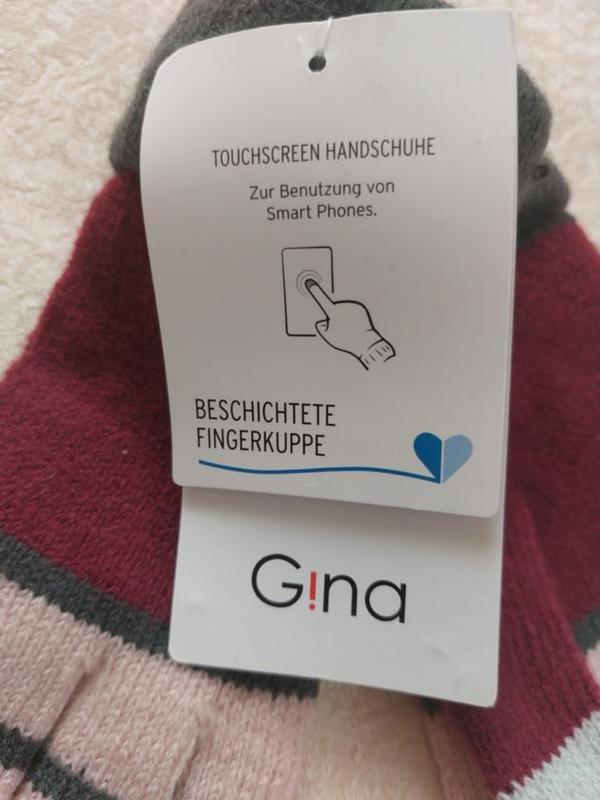 TOUCHSCREEN HANDSCHUHE
Zur Benutzung von
Smart Phones.
BESCHICHTETE
FINGERKUPPE
G!na